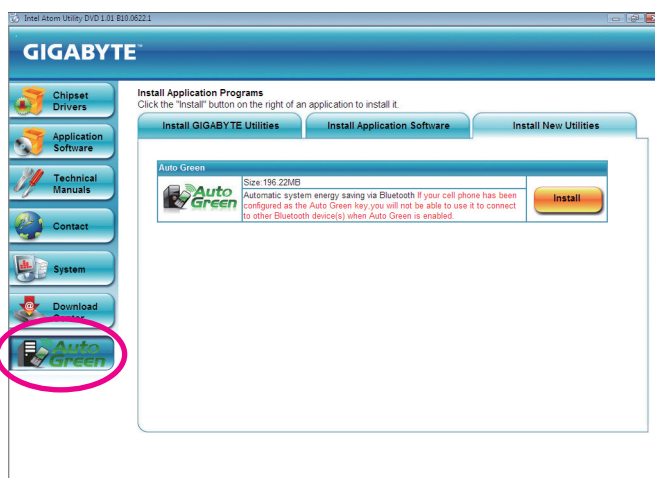 Intel Atom Utility DVD 1.01 B10.0622.1
GIGABYTE™
Chipset
Drivers
Application
Software
Technical
Manuals
Contact
System
Download
Center
Auto
Green
Install Application Programs
Click the "Install" button on the right of an application to install it.
Install GIGABYTE Utilities
Install Application Software
Install New Utilities
Auto Green
Auto
Green
Size:196.22MB
Automatic system energy saving via Bluetooth If your cell phone has been
configured as the Auto Green key,you will not be able to use it to connect
to other Bluetooth device(s) when Auto Green is enabled.
Install